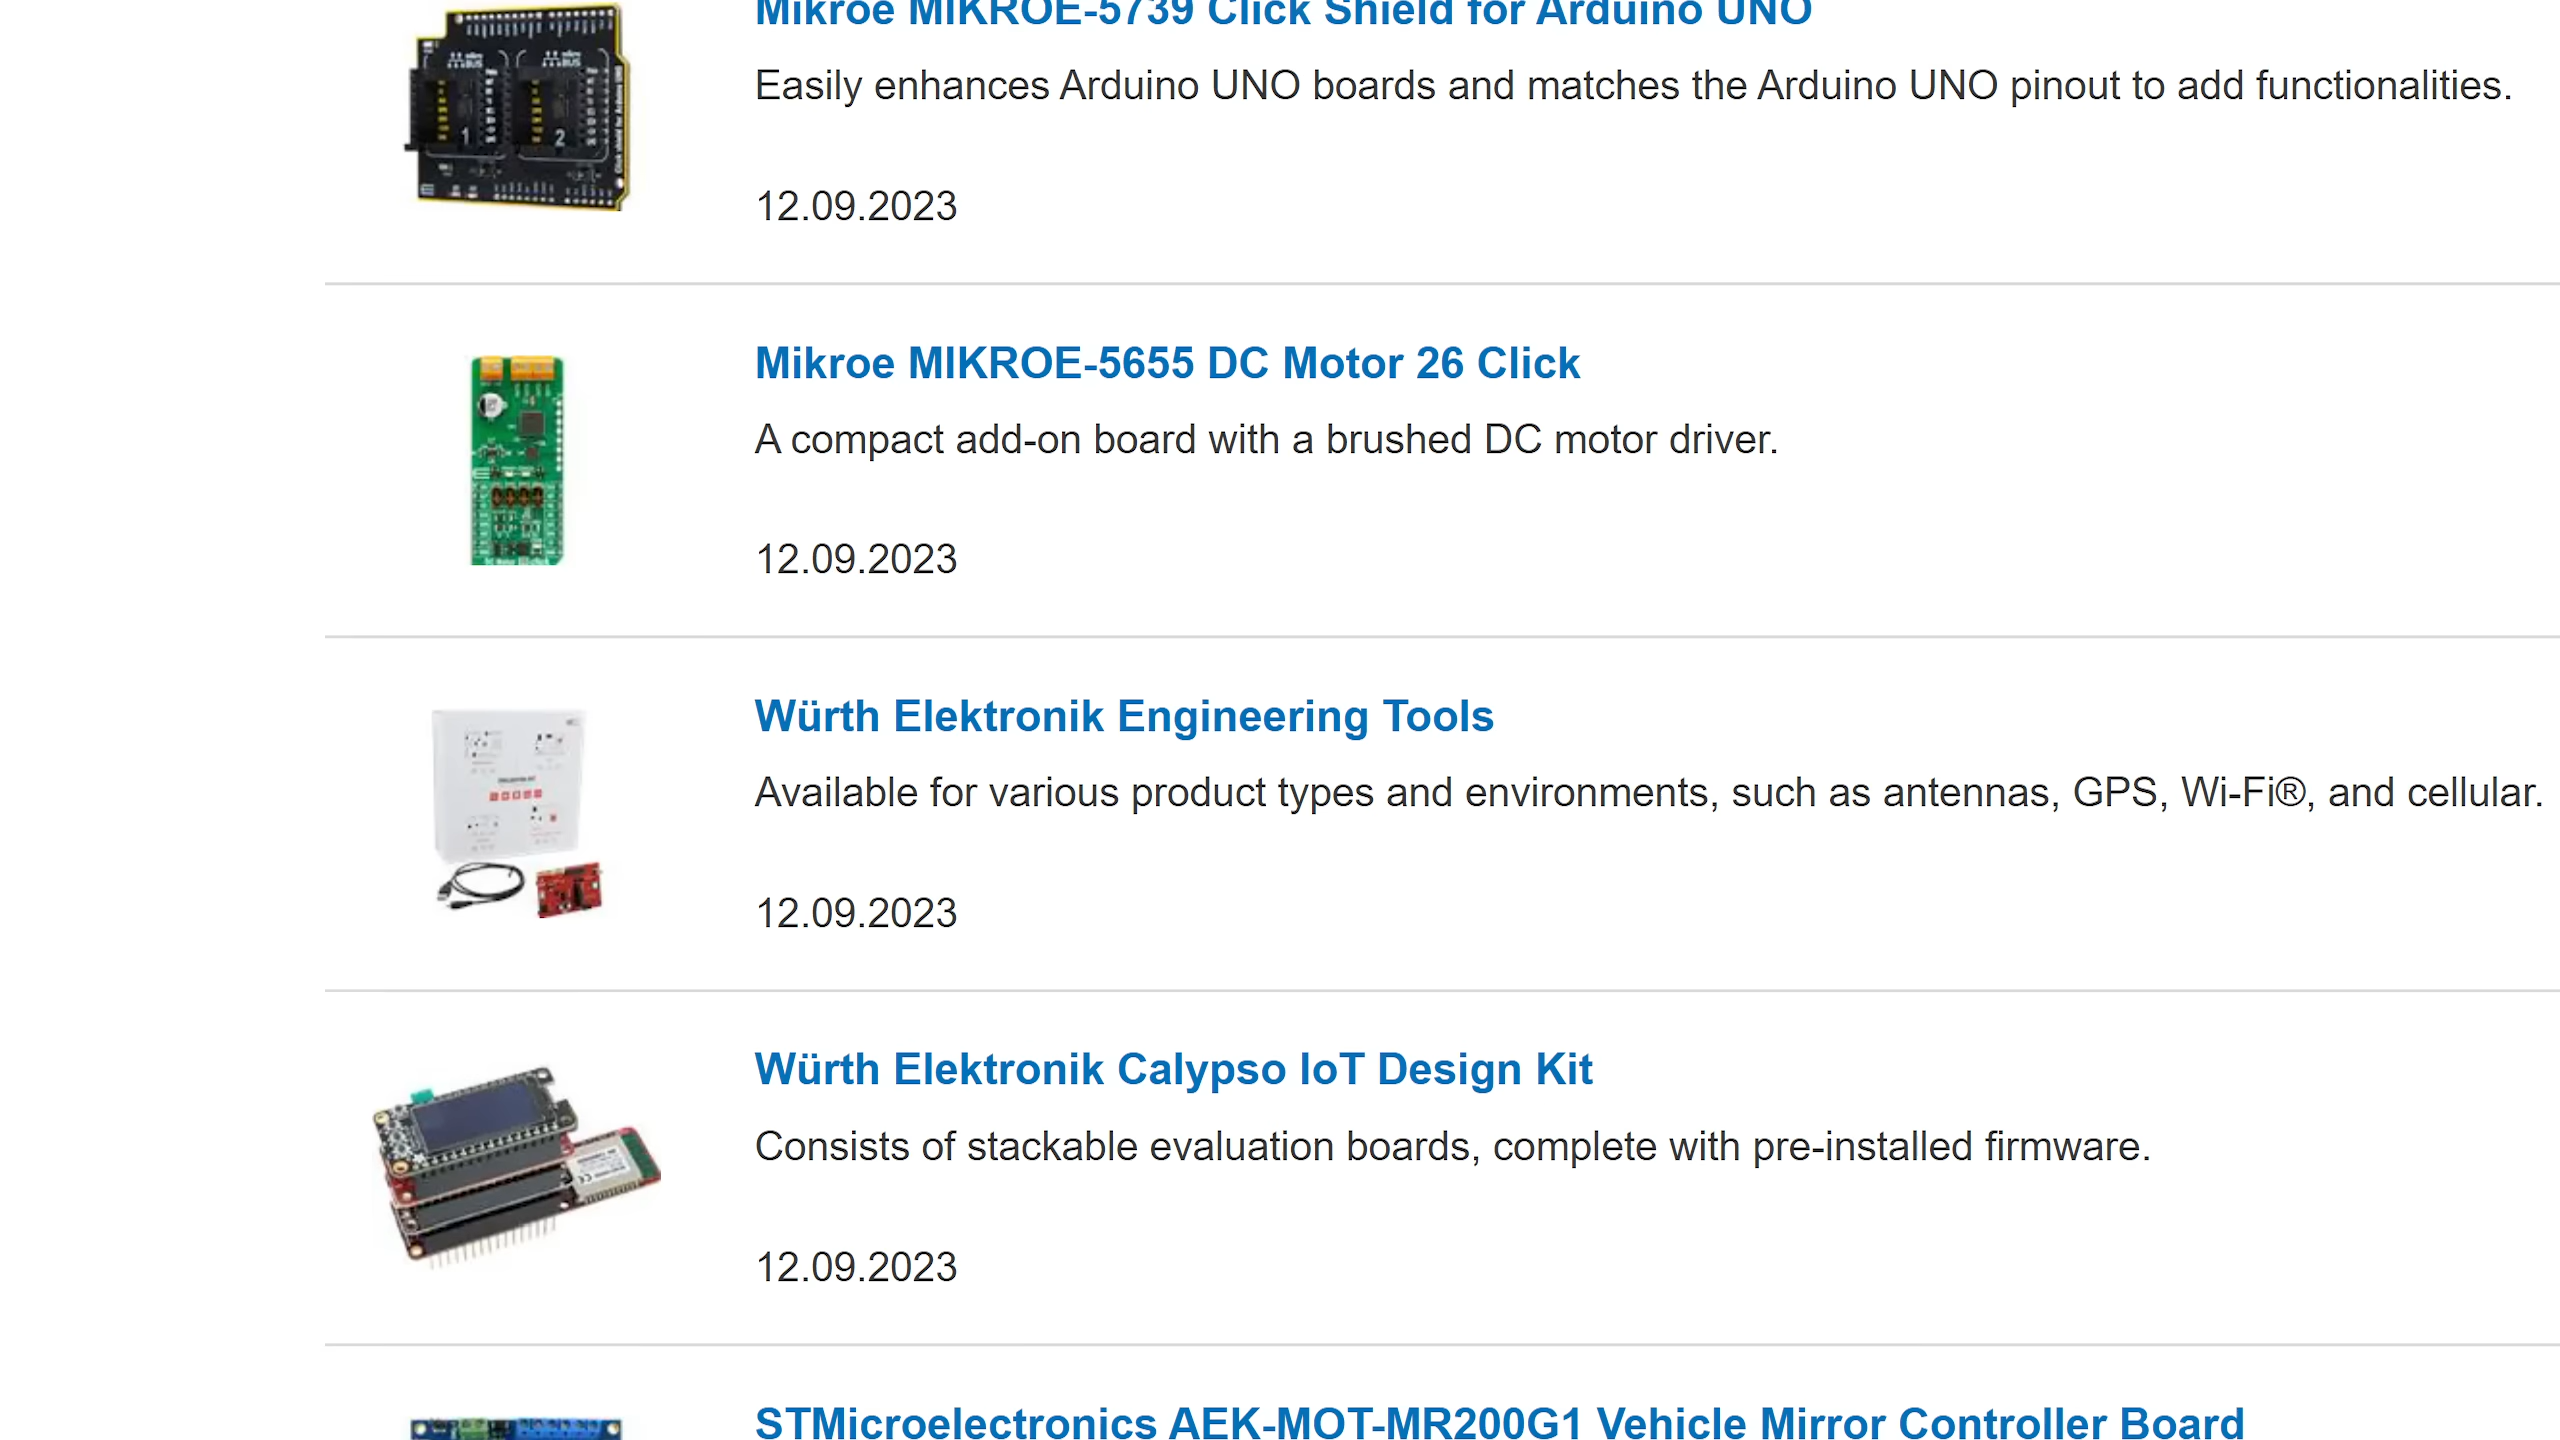 Mikroe MIKROE-5739 Click Shield for Arduino UNO
Easily enhances Arduino UNO boards and matches the Arduino UNO pinout to add functionalities.
1
2
12.09.2023
Mikroe MIKROE-5655 DC Motor 26 Click
A compact add-on board with a brushed DC motor driver.
12.09.2023
Würth Elektronik Engineering Tools
Available for various product types and environments, such as antennas, GPS, Wi-Fi®, and cellular.
12.09.2023
Würth Elektronik Calypso IoT Design Kit
Consists of stackable evaluation boards, complete with pre-installed firmware.
12.09.2023
STMicroelectronics AEK-MOT-MR200G1 Vehicle Mirror Controller Board